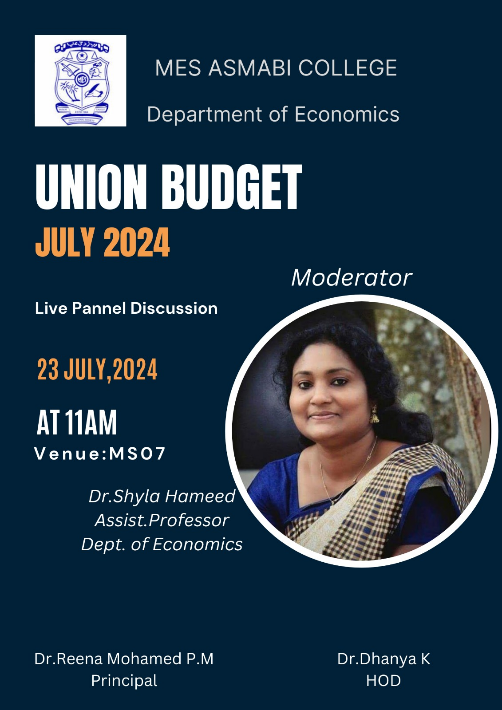 MES ASMABI COLLEGE
Department of Economics
UNION BUDGET
JULY 2024
Moderator
Live Pannel Discussion
23 JULY,2024
AT 11AM
Venue:MS07
Dr.Shyla Hameed
Assist.Professor
Dept. of Economics
Dr.Reena Mohamed P.M
Principal
Dr.Dhanya K
HOD